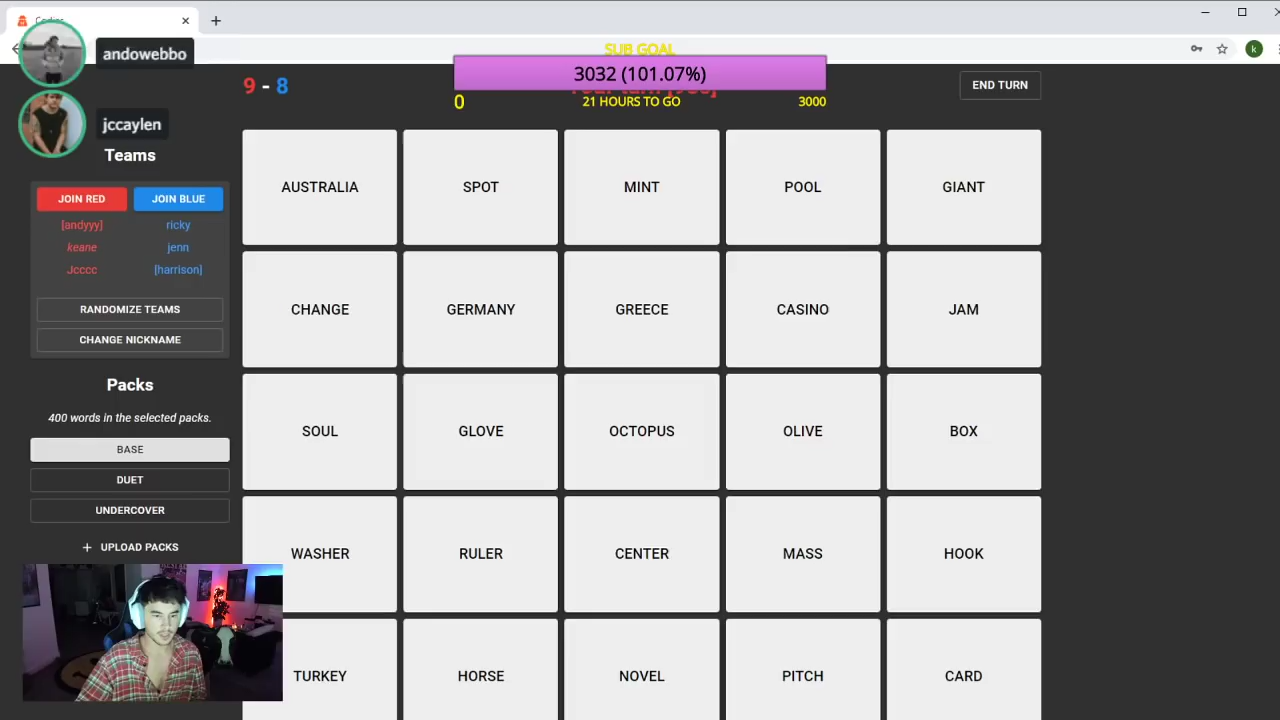 andowebbo
jccaylen
SUB GOAL
3032 (101.07%)
0
21 HOURS TO GO
3000
9 - 8
END TURN
Teams
JOIN RED
JOIN BLUE
[andyyy]
ricky
keane
jenn
Jcccc
[harrison]
RANDOMIZE TEAMS
CHANGE NICKNAME
Packs
400 words in the selected packs.
BASE
DUET
UNDERCOVER
+ UPLOAD PACKS
AUSTRALIA
SPOT
MINT
POOL
GIANT
CHANGE
GERMANY
GREECE
CASINO
JAM
SOUL
GLOVE
OCTOPUS
OLIVE
BOX
WASHER
RULER
CENTER
MASS
HOOK
TURKEY
HORSE
NOVEL
PITCH
CARD
k